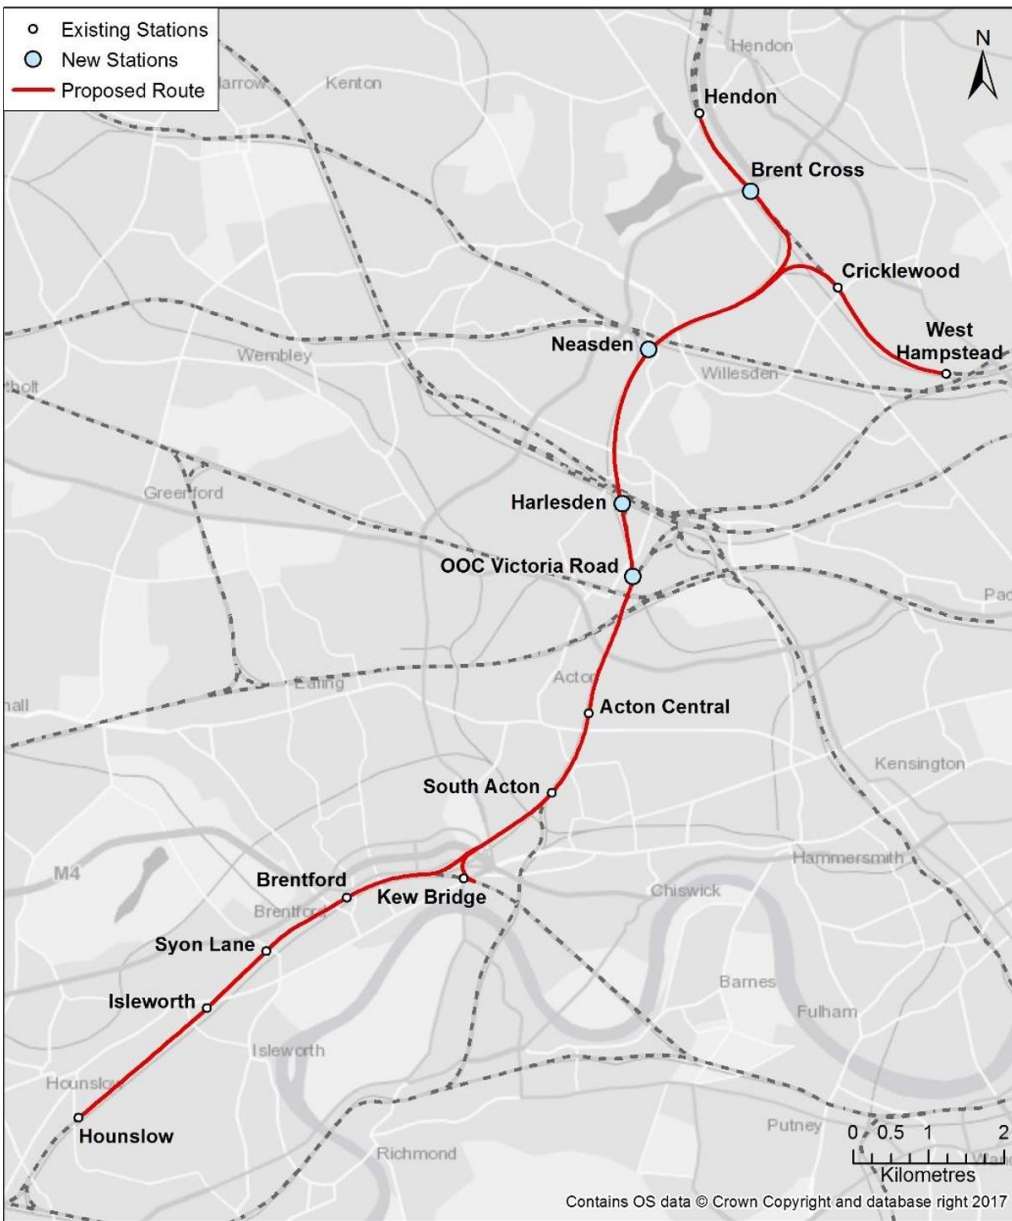 Existing Stations
New Stations
Proposed Route
N
Hendon
Kenton
Hendon
Brent Cross
Cricklewood
West
Hampstead
Neasden
Wembley
Willesden
Greenford
Harlesden
OOC Victoria Road
Ealing
Acton
Acton Central
South Acton
Kensington
M4
Hammersmith
Brentford
Kew Bridge
Chiswick
Brentford
Syon Lane
Barnes
Isleworth
Fulham
Isleworth
Hounslow
Hounslow
Putney
Richmond
0 0.5 1 2
Kilometres
Contains OS data © Crown Copyright and database right 2017